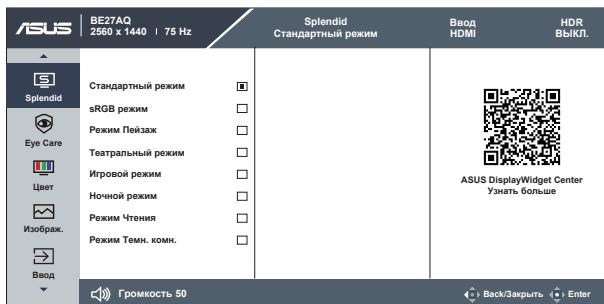 ASUS
BE27AQ
2560 x 1440 | 75 Hz
Splendid
Стандартный режим
Ввод
HDMI
HDR
ВЫКЛ.
Splendid
Eye Care
Цвет
Изображ.
Ввод
Стандартный режим
sRGB режим
Режим Пейзаж
Театральный режим
Игровой режим
Ночной режим
Режим Чтения
Режим Темн. комн.
ASUS DisplayWidget Center
Узнать больше
Громкость 50
Back/Закрыть
Enter